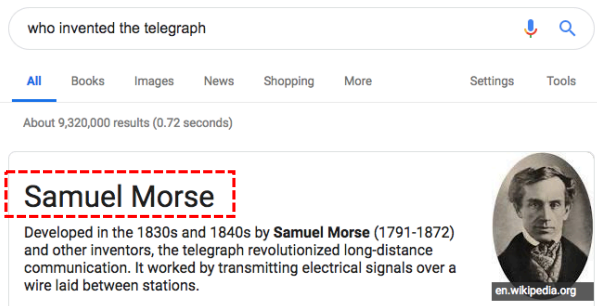 who invented the telegraph
All Books Images News Shopping More Settings Tools
About 9,320,000 results (0.72 seconds)
Samuel Morse
Developed in the 1830s and 1840s by Samuel Morse (1791-1872)
and other inventors, the telegraph revolutionized long-distance
communication. It worked by transmitting electrical signals over a
wire laid between stations.
en.wikipedia.org